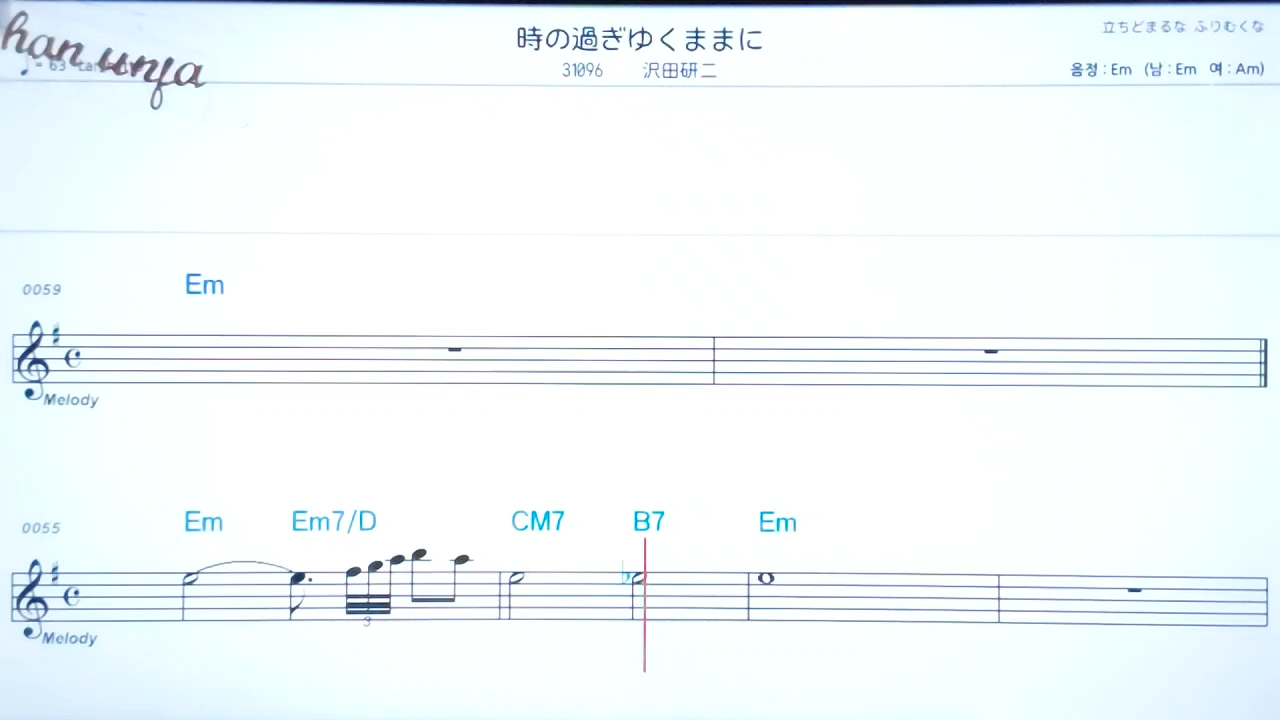 han unja
時の過ぎゆくままに
立ちどまるな ふりむくな
31096 沢田研二
음정 : Em (남 : Em 여 : Am)
0059
Em
Melody
0055
Em Em7/D CM7 B7 Em
3
Melody